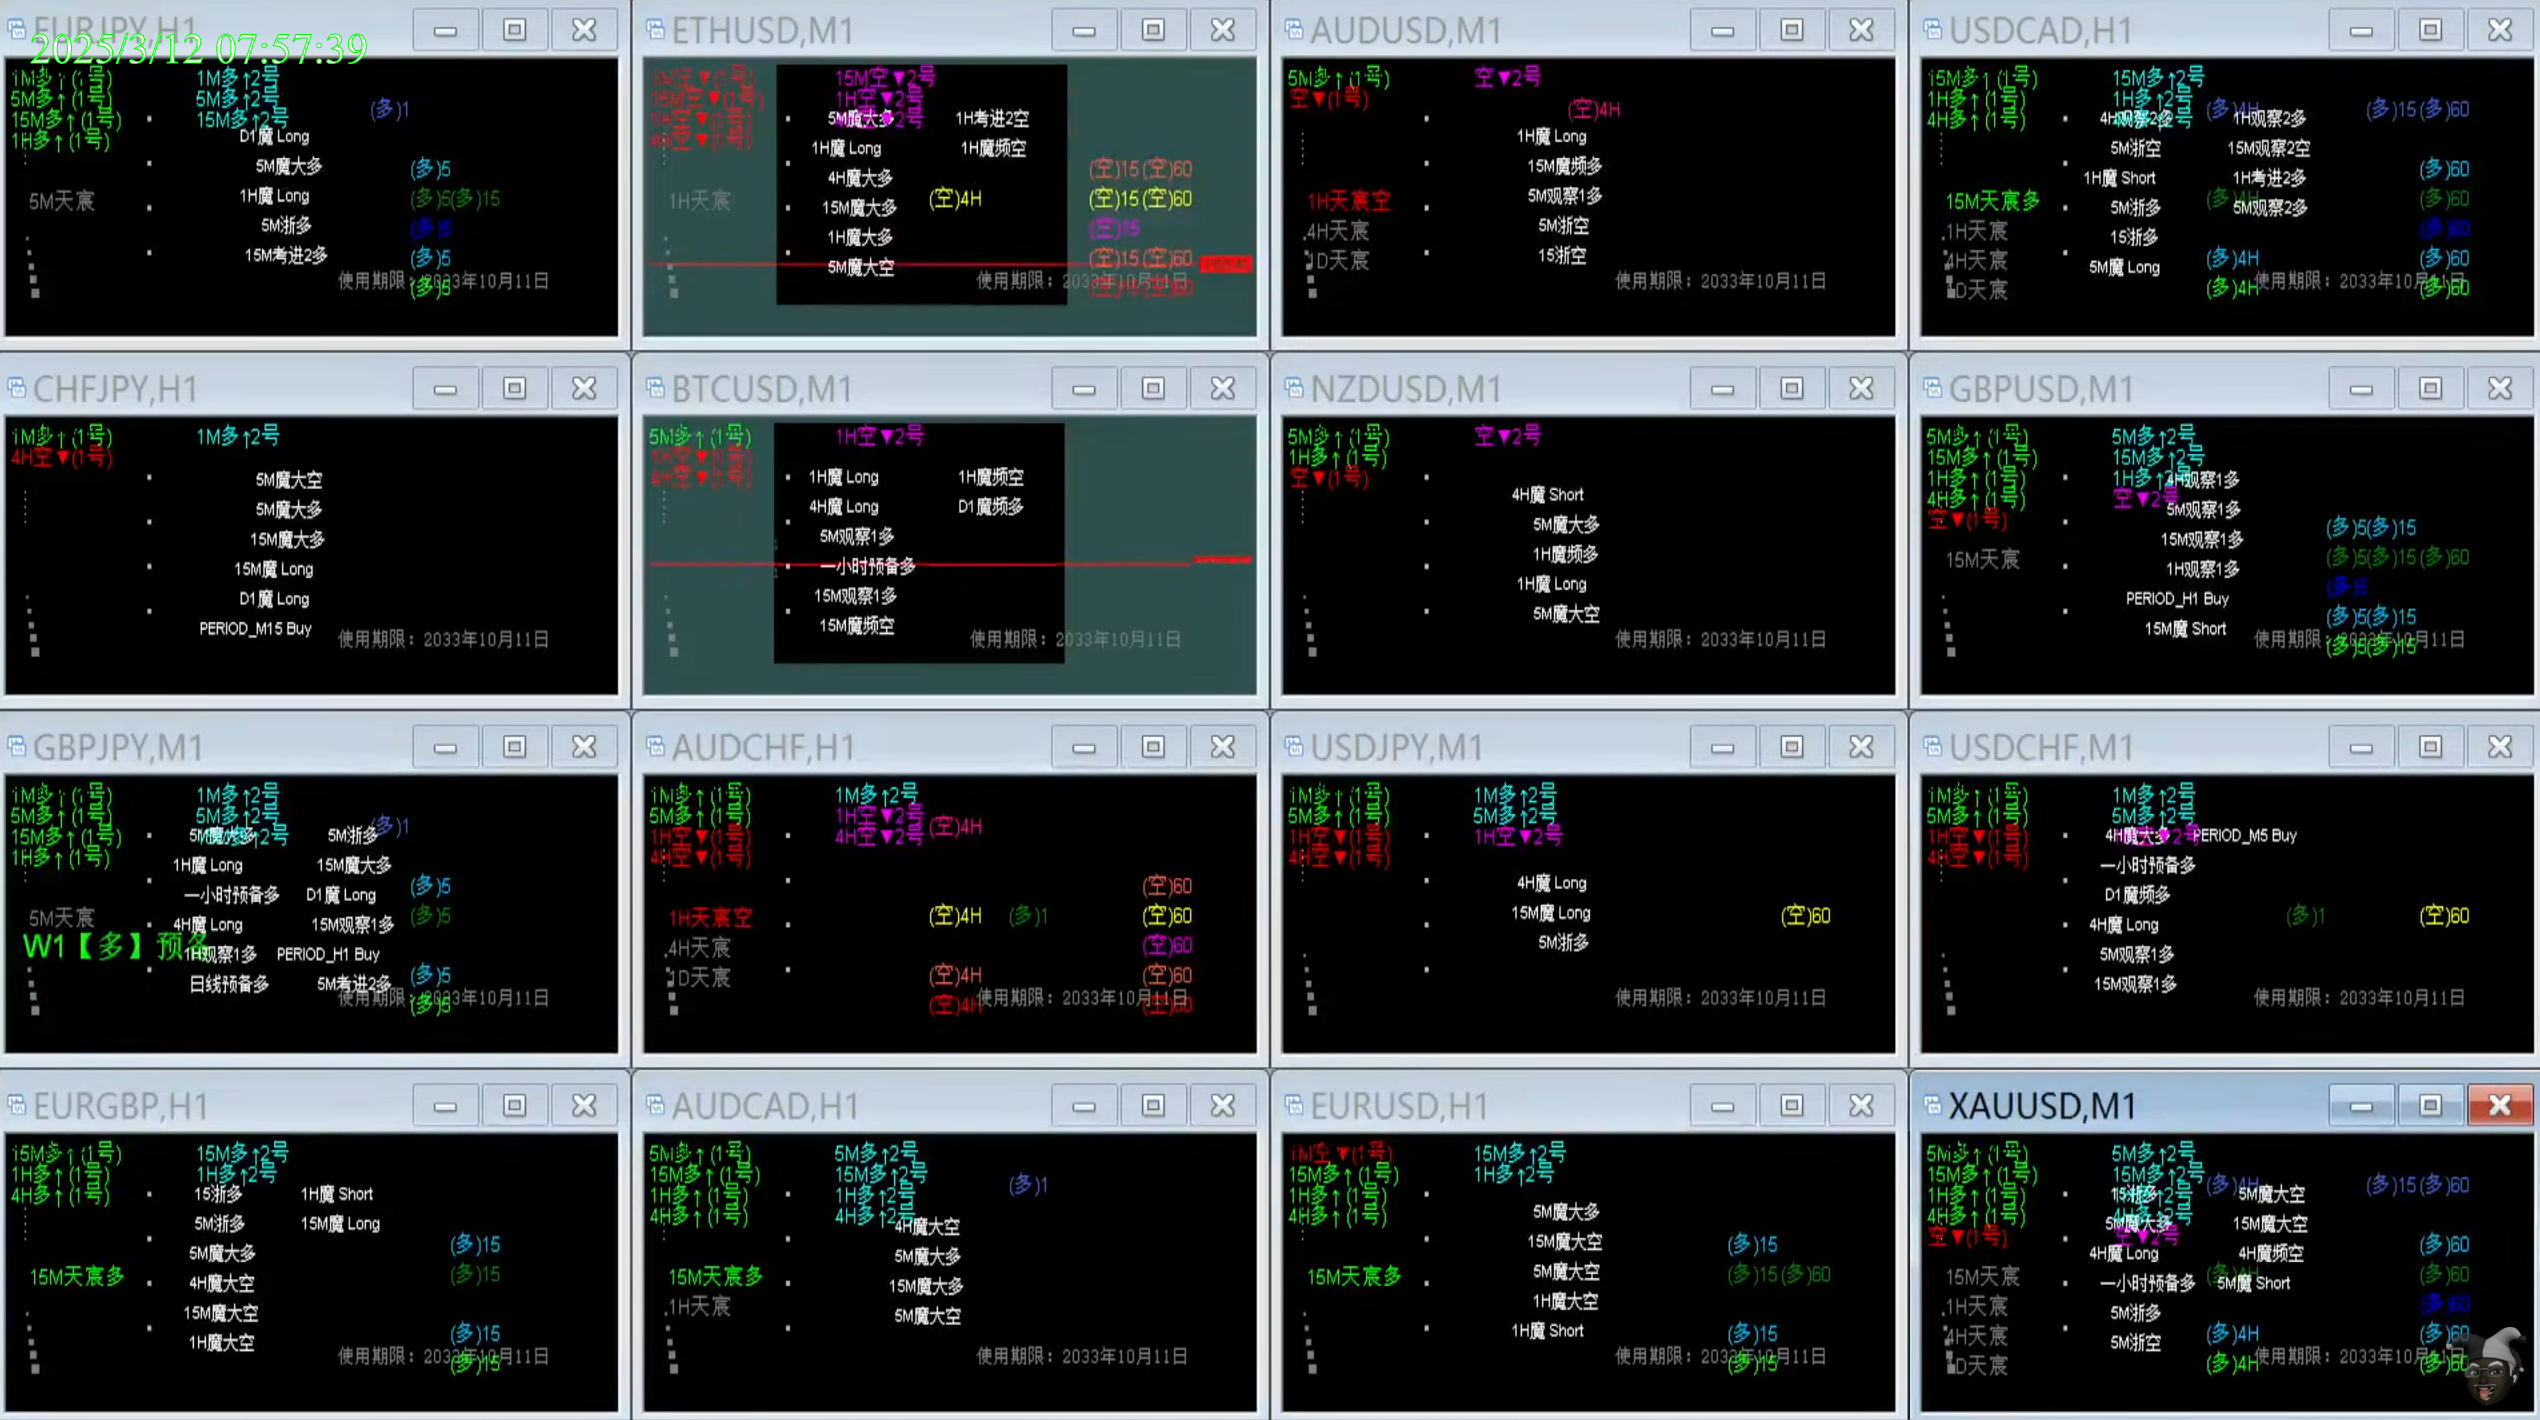 EURJPY,H1
2025/3/12 07:57:39
1M多↑(1号) 1M多↑2号
5M多↑(1号) 5M多↑2号 (多)1
15M多↑(1号) 15M多↑2号
1H多↑(1号) D1魔 Long
5M魔大多 (多)5
5M天宸 1H魔 Long (多)5(多)15
5M浙多 (多)5
15M考进2多 (多)5
使用期限：2033年10月11日
(多)5
ETHUSD,M1
15M空▼2号
15M空▼(1号) 1H空▼2号
1H空▼(1号) 5M魔大多 1H考进2空
4H空▼(1号) 1H魔 Long 1H魔频空
4H魔大多 (空)15(空)60
1H天宸 15M魔大多 (空)4H (空)15(空)60
1H魔大多 (空)15
5M魔大空 (空)15(空)60
使用期限：2033年10月11日
AUDUSD,M1
5M多↑(1号) 空▼2号
空▼(1号) (空)4H
1H魔 Long
15M魔频多
1H天宸空 5M观察1多
4H天宸 5M浙空
1D天宸 15浙空
使用期限：2033年10月11日
USDCAD,H1
15M多↑(1号) 15M多↑2号
1H多↑(1号) 1H多↑2号 (多)4H (多)15(多)60
4H多↑(1号) 4H观察2多 1H观察2多
5M浙空 15M观察2空
1H魔 Short 1H考进2多 (多)60
15M天宸多 5M浙多 5M观察2多 (多)60
1H天宸 15浙多 (多)60
4H天宸 5M魔 Long (多)4H (多)60
1D天宸 (多)4H 使用期限：2033年10月11日 (多)60
CHFJPY,H1
1M多↑(1号) 1M多↑2号
4H空▼(1号)
5M魔大空
5M魔大多
15M魔大多
15M魔 Long
D1魔 Long
PERIOD_M15 Buy
使用期限：2033年10月11日
BTCUSD,M1
5M多↑(1号) 1H空▼2号
1H空▼(1号)
4H空▼(1号) 1H魔 Long 1H魔频空
4H魔 Long D1魔频多
5M观察1多
一小时预备多
15M观察1多
15M魔频空
使用期限：2033年10月11日
NZDUSD,M1
5M多↑(1号) 空▼2号
1H多↑(1号)
空▼(1号)
4H魔 Short
5M魔大多
1H魔频多
1H魔 Long
5M魔大空
使用期限：2033年10月11日
GBPUSD,M1
5M多↑(1号) 5M多↑2号
15M多↑(1号) 15M多↑2号
1H多↑(1号) 1H多↑2号 4H观察1多
4H多↑(1号) 空▼2号 5M观察1多
空▼(1号) 15M观察1多 (多)5(多)15
15M天宸 1H观察1多 (多)5(多)15(多)60
PERIOD_H1 Buy (多)5
15M魔 Short (多)5(多)15
使用期限：2033年10月11日
(多)5(多)15
GBPJPY,M1
1M多↑(1号) 1M多↑2号
5M多↑(1号) 5M多↑2号 (多)1
15M多↑(1号) 15M多↑2号 5M魔大多 5M浙多
1H多↑(1号) 1H魔 Long 15M魔大多
一小时预备多 D1魔 Long (多)5
5M天宸 4H魔 Long 15M观察1多 (多)5
W1【多】预备 1H观察1多 PERIOD_H1 Buy
日线预备多 5M考进2多 (多)5
使用期限：2033年10月11日
(多)5
AUDCHF,H1
1M多↑(1号) 1M多↑2号
5M多↑(1号) 1H空▼2号
1H空▼(1号) 4H空▼2号 (空)4H
4H空▼(1号)
(空)60
1H天宸空 (空)4H (多)1 (空)60
4H天宸 (空)60
1D天宸 (空)4H (空)60
(空)4H 使用期限：2033年10月11日 (空)60
USDJPY,M1
1M多↑(1号) 1M多↑2号
5M多↑(1号) 5M多↑2号
1H空▼(1号) 1H空▼2号
4H空▼(1号)
4H魔 Long
15M魔 Long (空)60
5M浙多
使用期限：2033年10月11日
USDCHF,M1
1M多↑(1号) 1M多↑2号
5M多↑(1号) 5M多↑2号
1H空▼(1号) 4H魔大多 PERIOD_M5 Buy
4H空▼(1号) 一小时预备多
D1魔频多
4H魔 Long (多)1 (空)60
5M观察1多
15M观察1多
使用期限：2033年10月11日
EURGBP,H1
15M多↑(1号) 15M多↑2号
1H多↑(1号) 1H多↑2号
4H多↑(1号) 15浙多 1H魔 Short
5M浙多 15M魔 Long
5M魔大多 (多)15
15M天宸多 4H魔大空 (多)15
15M魔大空
1H魔大空 (多)15
使用期限：2033年10月11日
(多)15
AUDCAD,H1
5M多↑(1号) 5M多↑2号
15M多↑(1号) 15M多↑2号
1H多↑(1号) 1H多↑2号 (多)1
4H多↑(1号) 4H多↑2号
4H魔大空
5M魔大多
15M天宸多 15M魔大多
1H天宸 5M魔大空
使用期限：2033年10月11日
EURUSD,H1
1M空▼(1号) 15M多↑2号
15M多↑(1号) 1H多↑2号
1H多↑(1号)
4H多↑(1号) 5M魔大多
15M魔大空 (多)15
15M天宸多 5M魔大空 (多)15(多)60
1H魔大空
1H魔 Short (多)15
使用期限：2033年10月11日
(多)15
XAUUSD,M1
5M多↑(1号) 5M多↑2号
15M多↑(1号) 15M多↑2号 (多)4H (多)15(多)60
1H多↑(1号) 15浙多 5M魔大空
4H多↑(1号) 5M魔大多 15M魔大空
空▼(1号) 空▼2号 (多)60
4H魔 Long 4H魔频空
15M天宸 一小时预备多 5M魔 Short (多)60
1H天宸 5M浙多 (多)60
4H天宸 5M浙空 (多)4H (多)60
1D天宸 (多)4H 使用期限：2033年10月11日 (多)60